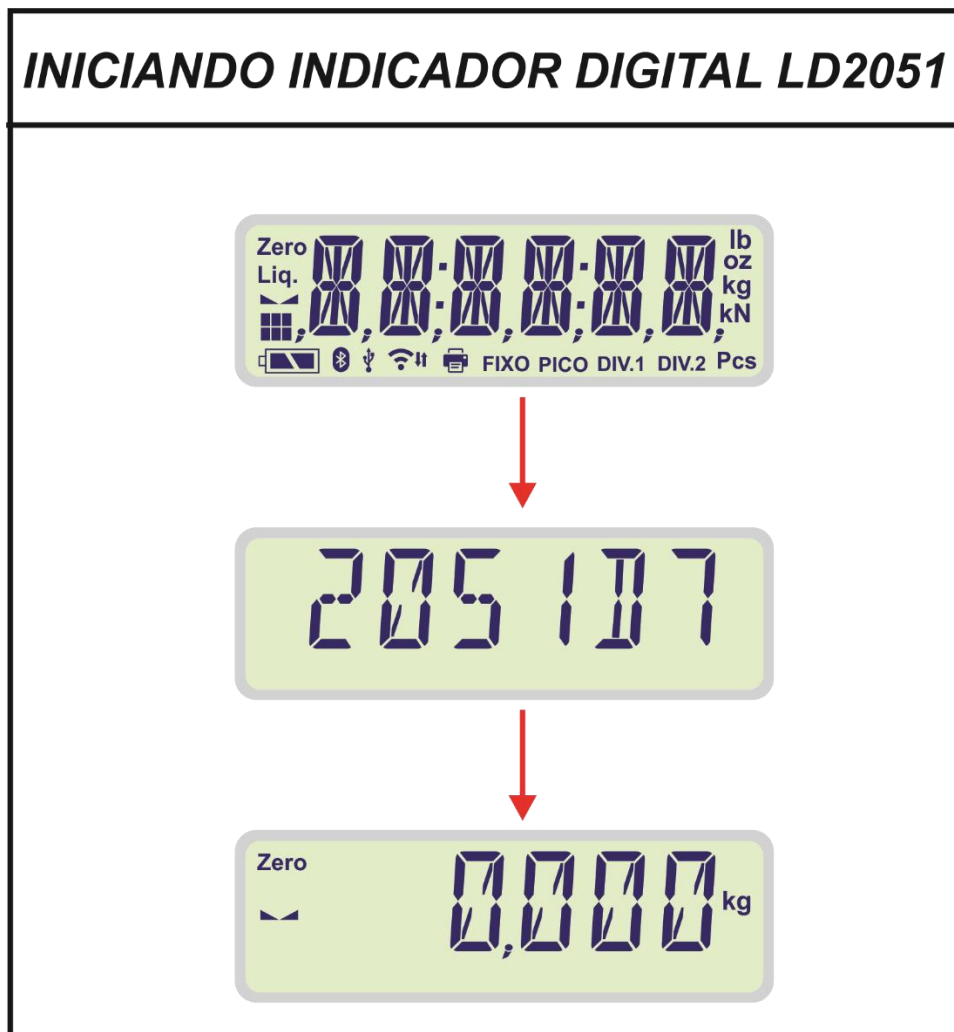 INICIANDO INDICADOR DIGITAL LD2051
Zero
Liq.
lb
oz
kg
kN
FIXO PICO DIV.1 DIV.2 Pcs
2051D7
Zero
0,000 kg